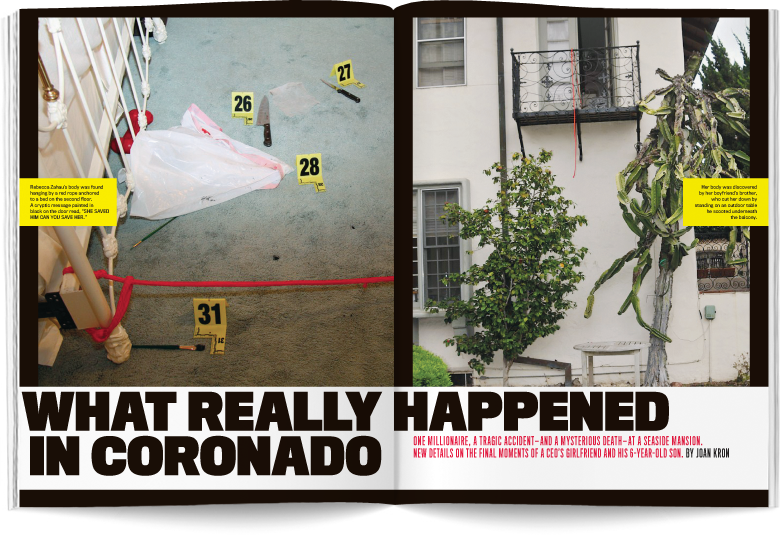 26
27
28
31
Rebecca Zahau's body was found
hanging by a red rope anchored
to a bed on the second floor.
A cryptic message painted in
black on the door read, "SHE SAVED
HIM CAN YOU SAVE HER."
Her body was discovered
by her boyfriend's brother,
who cut her down by
standing on an outdoor table
he scooted underneath
the balcony.
WHAT REALLY HAPPENED
IN CORONADO
ONE MILLIONAIRE, A TRAGIC ACCIDENT—AND A MYSTERIOUS DEATH—AT A SEASIDE MANSION.
NEW DETAILS ON THE FINAL MOMENTS OF A CEO'S GIRLFRIEND AND HIS 6-YEAR-OLD SON. BY JOAN KRON